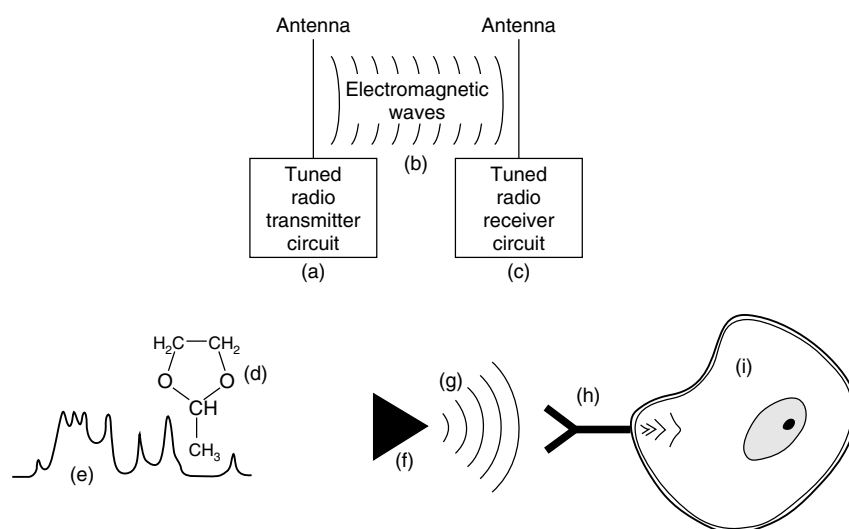 Antenna
Antenna
Electromagnetic
waves
(b)
Tuned
radio
transmitter
circuit
(a)
Tuned
radio
receiver
circuit
(c)
H₂C
CH₂
(d)
O
O
CH
CH₃
(e)
(f)
(g)
(h)
(i)